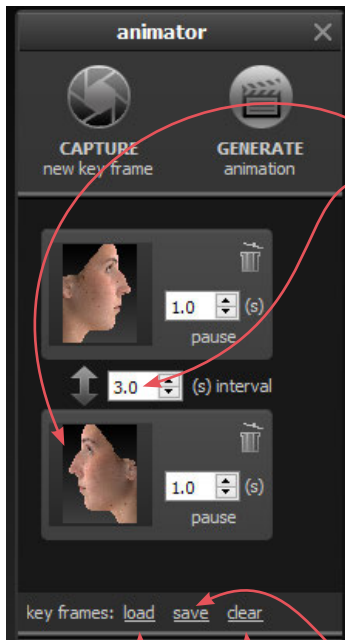 animator
CAPTURE
new key frame
GENERATE
animation
1.0 (s)
pause
3.0 (s) interval
1.0 (s)
pause
key frames: load save clear